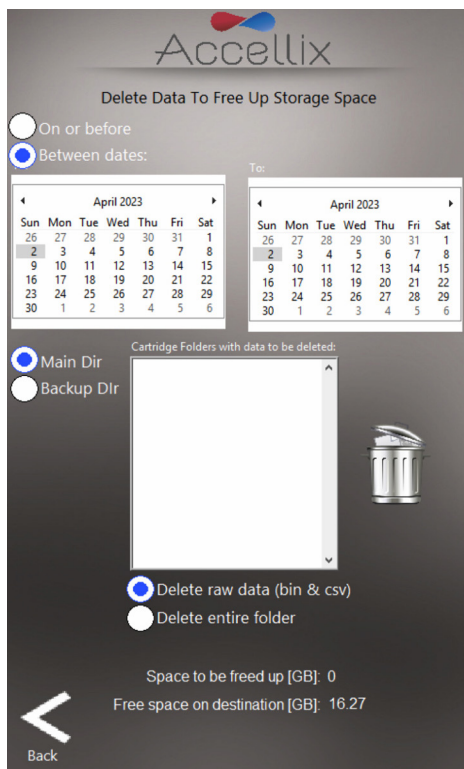 Accellix
Delete Data To Free Up Storage Space
On or before
Between dates:
To:
April 2023
Sun Mon Tue Wed Thu Fri Sat
26 27 28 29 30 31 1
2 3 4 5 6 7 8
9 10 11 12 13 14 15
16 17 18 19 20 21 22
23 24 25 26 27 28 29
30 1 2 3 4 5 6
April 2023
Sun Mon Tue Wed Thu Fri Sat
26 27 28 29 30 31 1
2 3 4 5 6 7 8
9 10 11 12 13 14 15
16 17 18 19 20 21 22
23 24 25 26 27 28 29
30 1 2 3 4 5 6
Main Dir
Backup DIr
Cartridge Folders with data to be deleted:
Delete raw data (bin & csv)
Delete entire folder
Space to be freed up [GB]: 0
Free space on destination [GB]: 16.27
Back